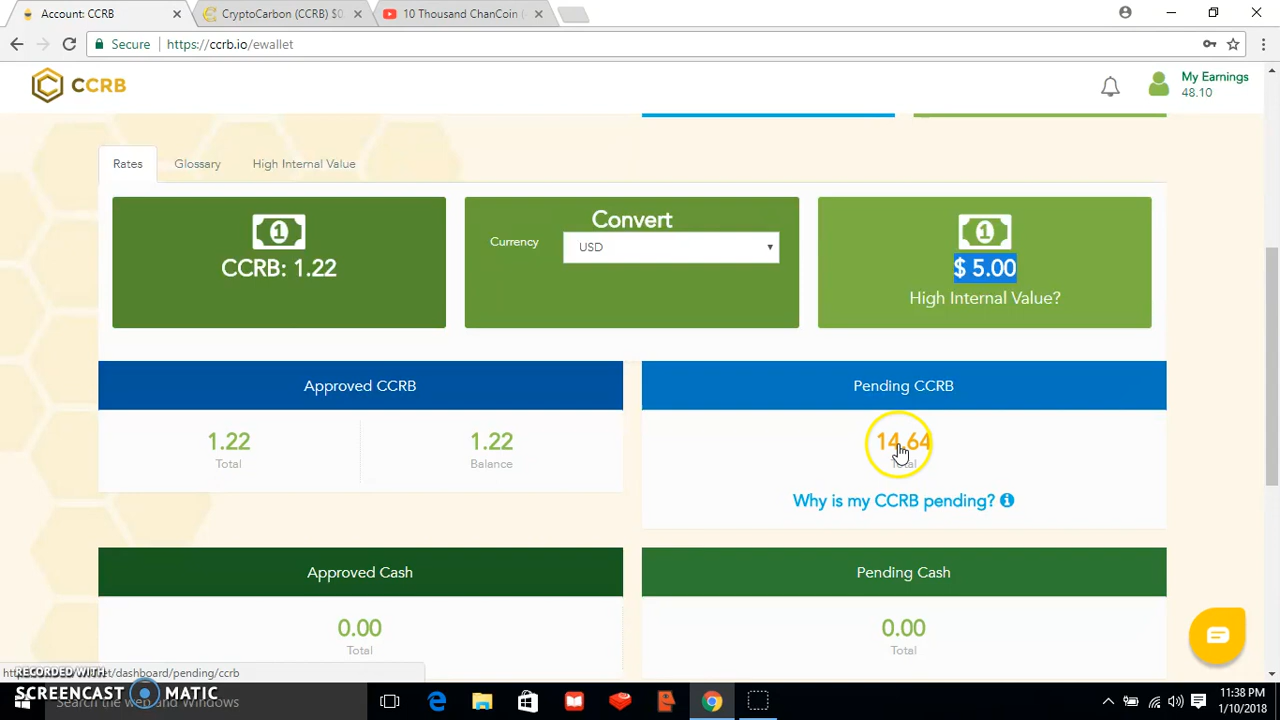 Account: CCRB
CryptoCarbon (CCRB) $0
10 Thousand ChanCoin (
Secure
https://ccrb.io/ewallet
CCRB
My Earnings
48.10
Rates
Glossary
High Internal Value
CCRB: 1.22
Convert
Currency
USD
1
$ 5.00
High Internal Value?
Approved CCRB
Pending CCRB
1.22
Total
1.22
Balance
14.64
Total
Why is my CCRB pending?
Approved Cash
Pending Cash
0.00
Total
0.00
Total
et/dashboard/pending/ccrb
RECORDED WITH
SCREENCAST MATIC
Search the web and Windows
11:38 PM
1/10/2018